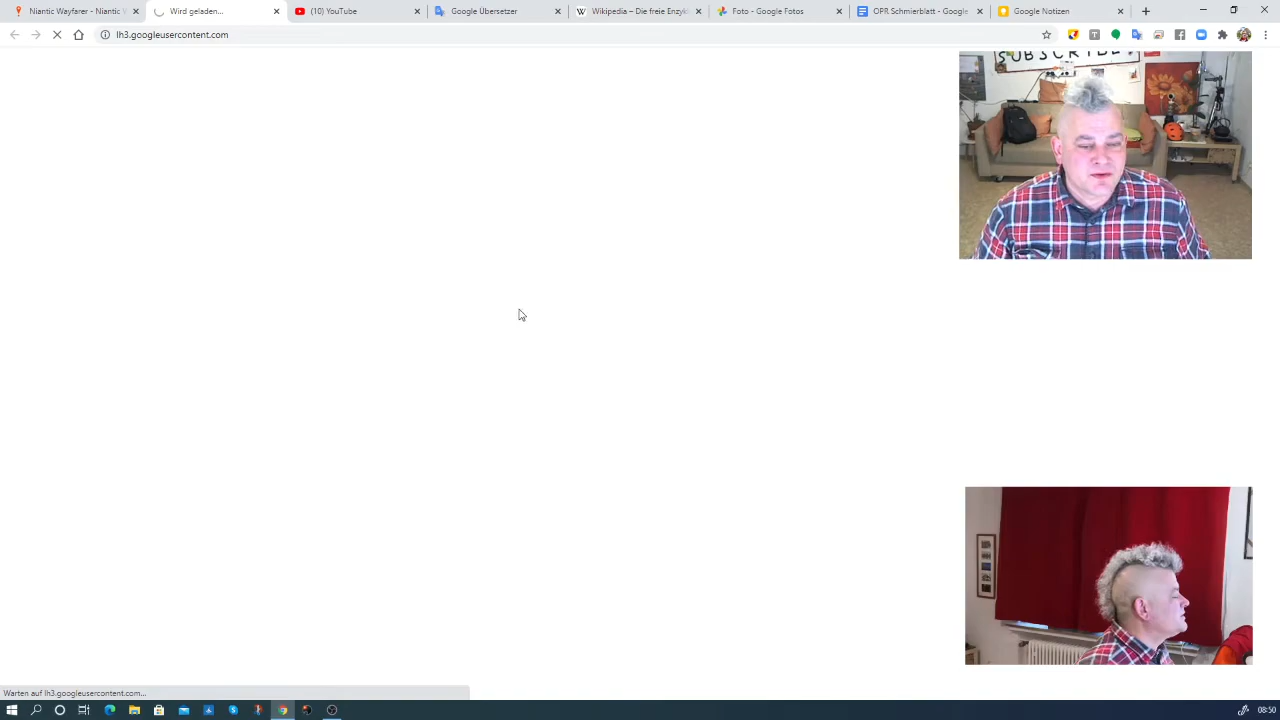 Niantic Wayfarer - Niantic
Wird geladen...
(10) YouTube
Google Übersetzer
Wikipedia – Die freie Enzyk
Foto - Google Fotos
OPR Schmierblatt - Google
Google Notizen
lh3.googleusercontent.com
SUBSCRIBE
Warten auf lh3.googleusercontent.com...
08:50